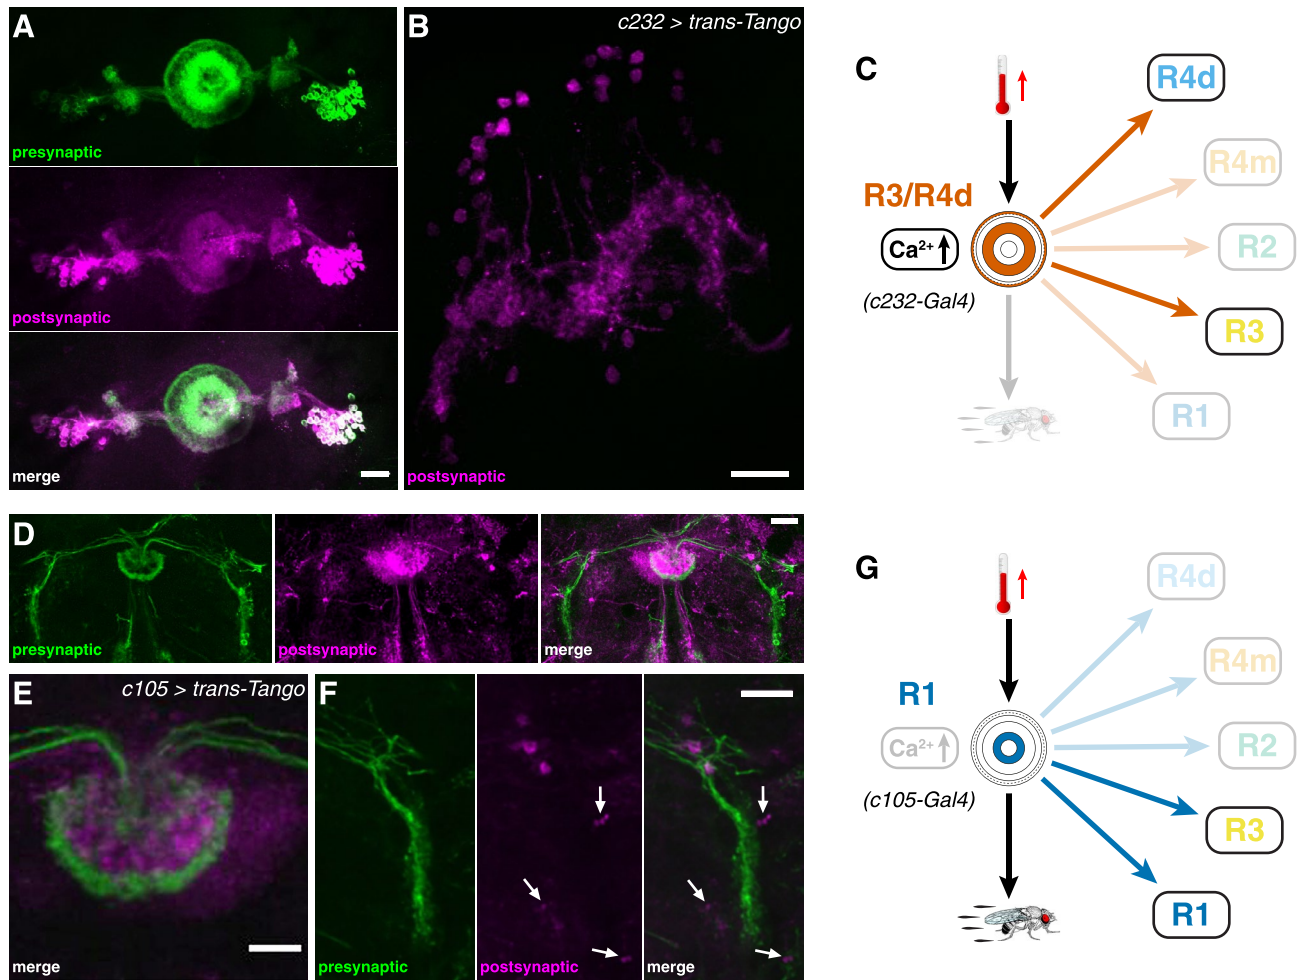 A
presynaptic
postsynaptic
merge
B
c232 > trans-Tango
postsynaptic
C
R4d
R4m
R3/R4d
R2
Ca²⁺
(c232-Gal4)
R3
R1
D
presynaptic
postsynaptic
merge
E
c105 > trans-Tango
merge
F
presynaptic
postsynaptic
merge
G
R4d
R4m
R1
R2
Ca²⁺
(c105-Gal4)
R3
R1